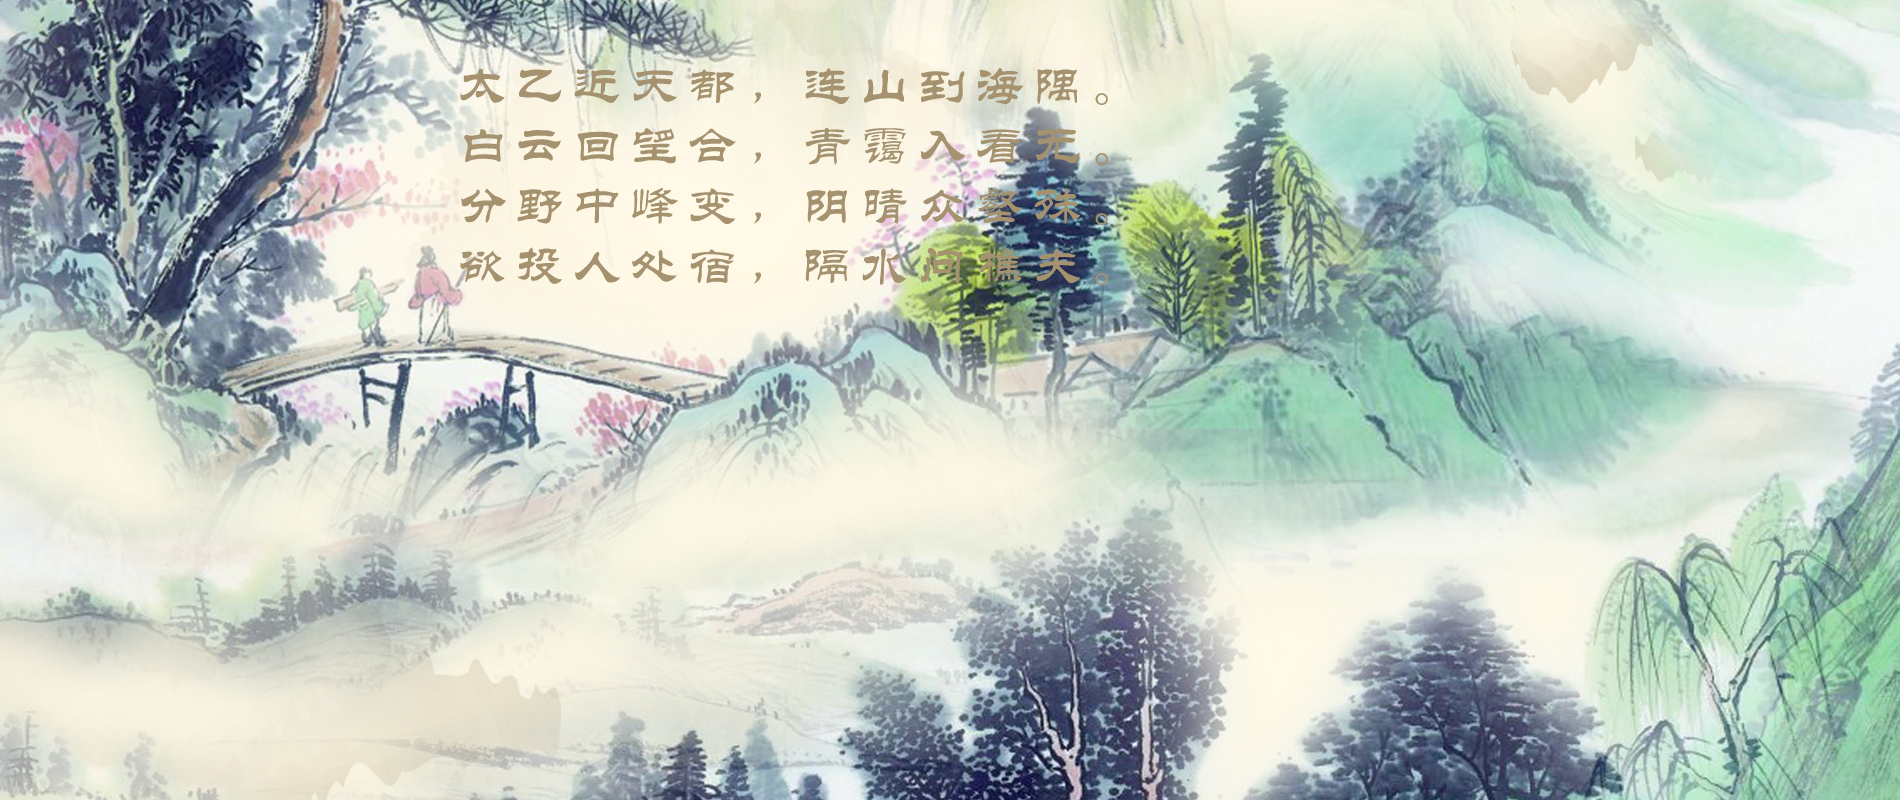 太乙近天都，连山到海隅。
白云回望合，青霭入看无。
分野中峰变，阴晴众壑殊。
欲投人处宿，隔水问樵夫。